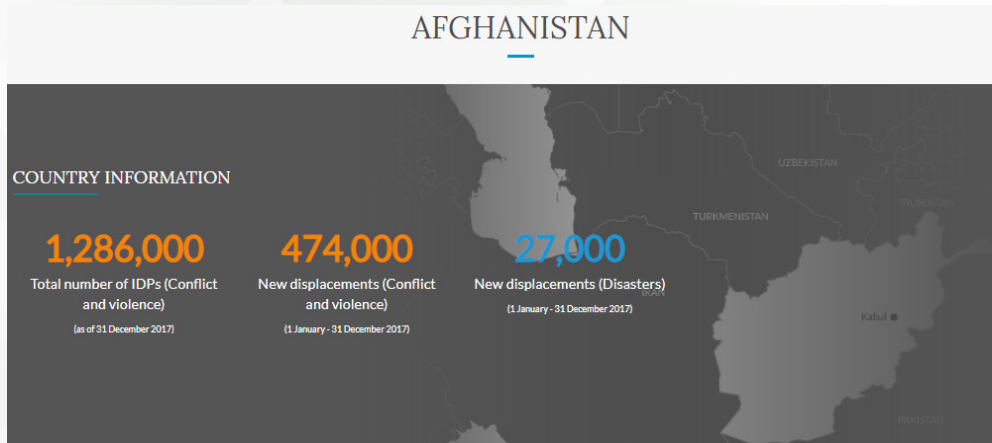 AFGHANISTAN
COUNTRY INFORMATION
1,286,000
Total number of IDPs (Conflict
and violence)
(as of 31 December 2017)
474,000
New displacements (Conflict
and violence)
(1 January - 31 December 2017)
27,000
New displacements (Disasters)
(1 January - 31 December 2017)
UZBEKISTAN
TAJIKISTAN
TURKMENISTAN
IRAN
Kabul
PAKISTAN